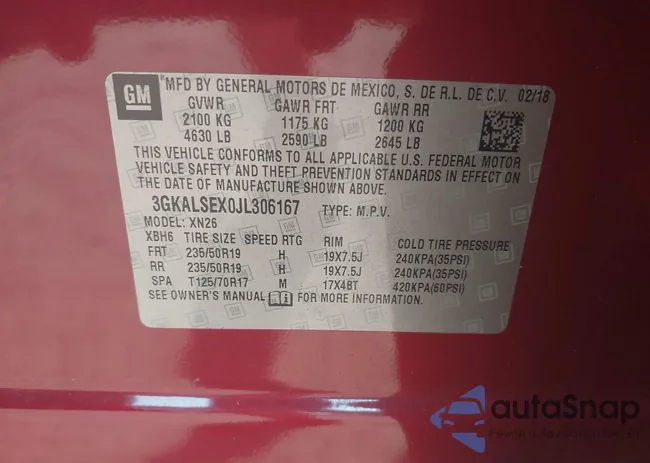 GM
MFD BY GENERAL MOTORS DE MEXICO, S. DE R.L. DE C.V. 02/18
GVWR GAWR FRT GAWR RR
2100 KG 1175 KG 1200 KG
4630 LB 2590 LB 2645 LB
THIS VEHICLE CONFORMS TO ALL APPLICABLE U.S. FEDERAL MOTOR
VEHICLE SAFETY AND THEFT PREVENTION STANDARDS IN EFFECT ON
THE DATE OF MANUFACTURE SHOWN ABOVE.
3GKALSEX0JL306167 TYPE: M.P.V.
MODEL: XN26
XBH6 TIRE SIZE SPEED RTG RIM COLD TIRE PRESSURE
FRT 235/50R19 H 19X7.5J 240KPA(35PSI)
RR 235/50R19 H 19X7.5J 240KPA(35PSI)
SPA T125/70R17 M 17X4BT 420KPA(60PSI)
SEE OWNER'S MANUAL FOR MORE INFORMATION.
autoSnap